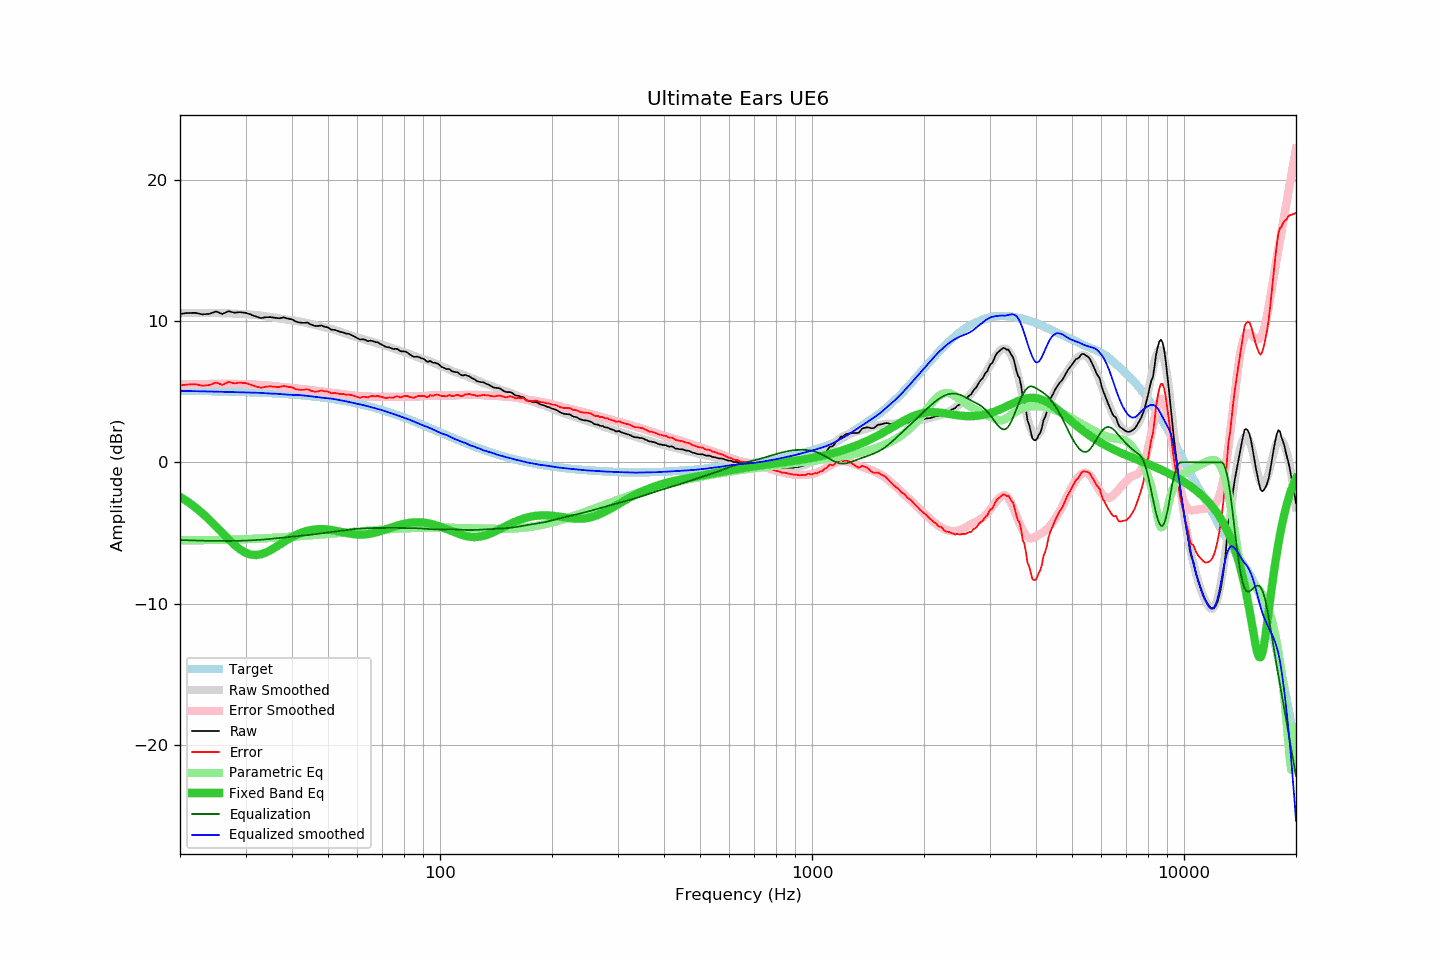 Ultimate Ears UE6
Amplitude (dBr)
20
10
0
−10
−20
Target
Raw Smoothed
Error Smoothed
Raw
Error
Parametric Eq
Fixed Band Eq
Equalization
Equalized smoothed
100
1000
10000
Frequency (Hz)